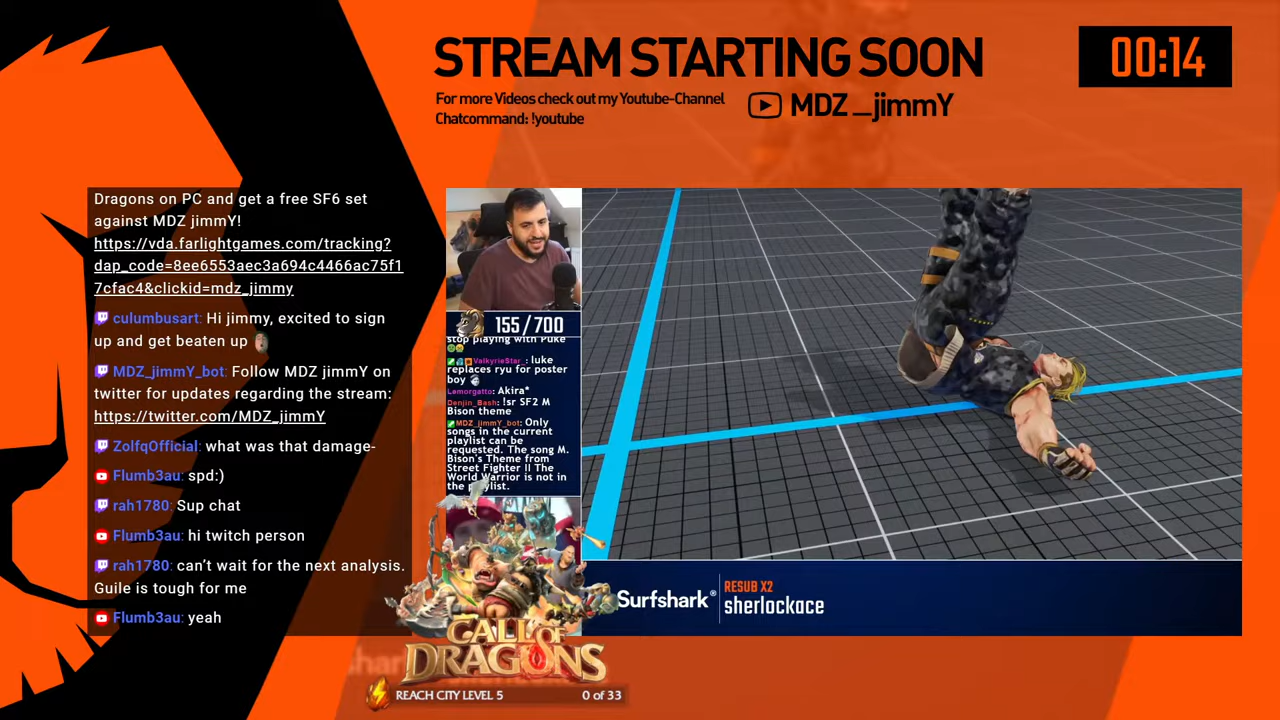 STREAM STARTING SOON
00:14
For more Videos check out my Youtube-Channel
Chatcommand: !youtube
MDZ_jimmY
Dragons on PC and get a free SF6 set
against MDZ jimmY!
https://vda.farlightgames.com/tracking?
dap_code=8ee6553aec3a694c4466ac75f1
7cfac4&clickid=mdz_jimmy
culumbusart: Hi jimmy, excited to sign
up and get beaten up
MDZ_jimmY_bot: Follow MDZ jimmY on
twitter for updates regarding the stream:
https://twitter.com/MDZ_jimmY
ZolfqOfficial: what was that damage-
Flumb3au: spd:)
rah1780: Sup chat
Flumb3au: hi twitch person
rah1780: can't wait for the next analysis.
Guile is tough for me
Flumb3au: yeah
155/700
stop playing with Puke
ValkyrieStar_: luke
replaces ryu for poster
boy
Lemorgatto: Akira*
Denjin_Bash: !sr SF2 M
Bison theme
MDZ_jimmY_bot: Only
songs in the current
playlist can be
requested. The song M.
Bison's Theme from
Street Fighter II The
World Warrior is not in
the playlist.
Surfshark®
RESUB X2
sherlockace
CALL OF
DRAGONS
REACH CITY LEVEL 5
0 of 33